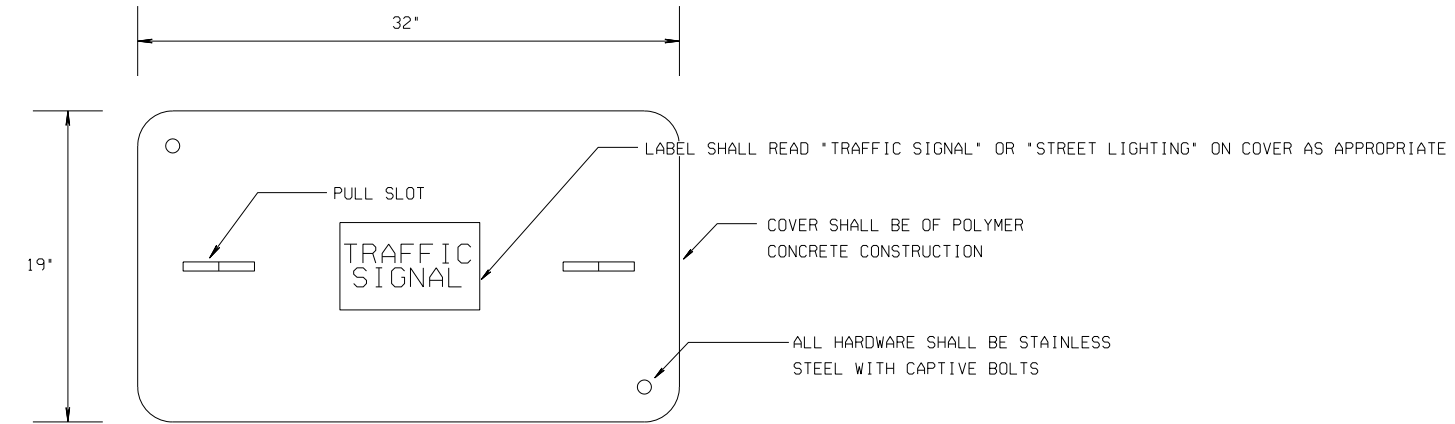 32"
LABEL SHALL READ "TRAFFIC SIGNAL" OR "STREET LIGHTING" ON COVER AS APPROPRIATE
PULL SLOT
COVER SHALL BE OF POLYMER
CONCRETE CONSTRUCTION
TRAFFIC
SIGNAL
19"
ALL HARDWARE SHALL BE STAINLESS
STEEL WITH CAPTIVE BOLTS